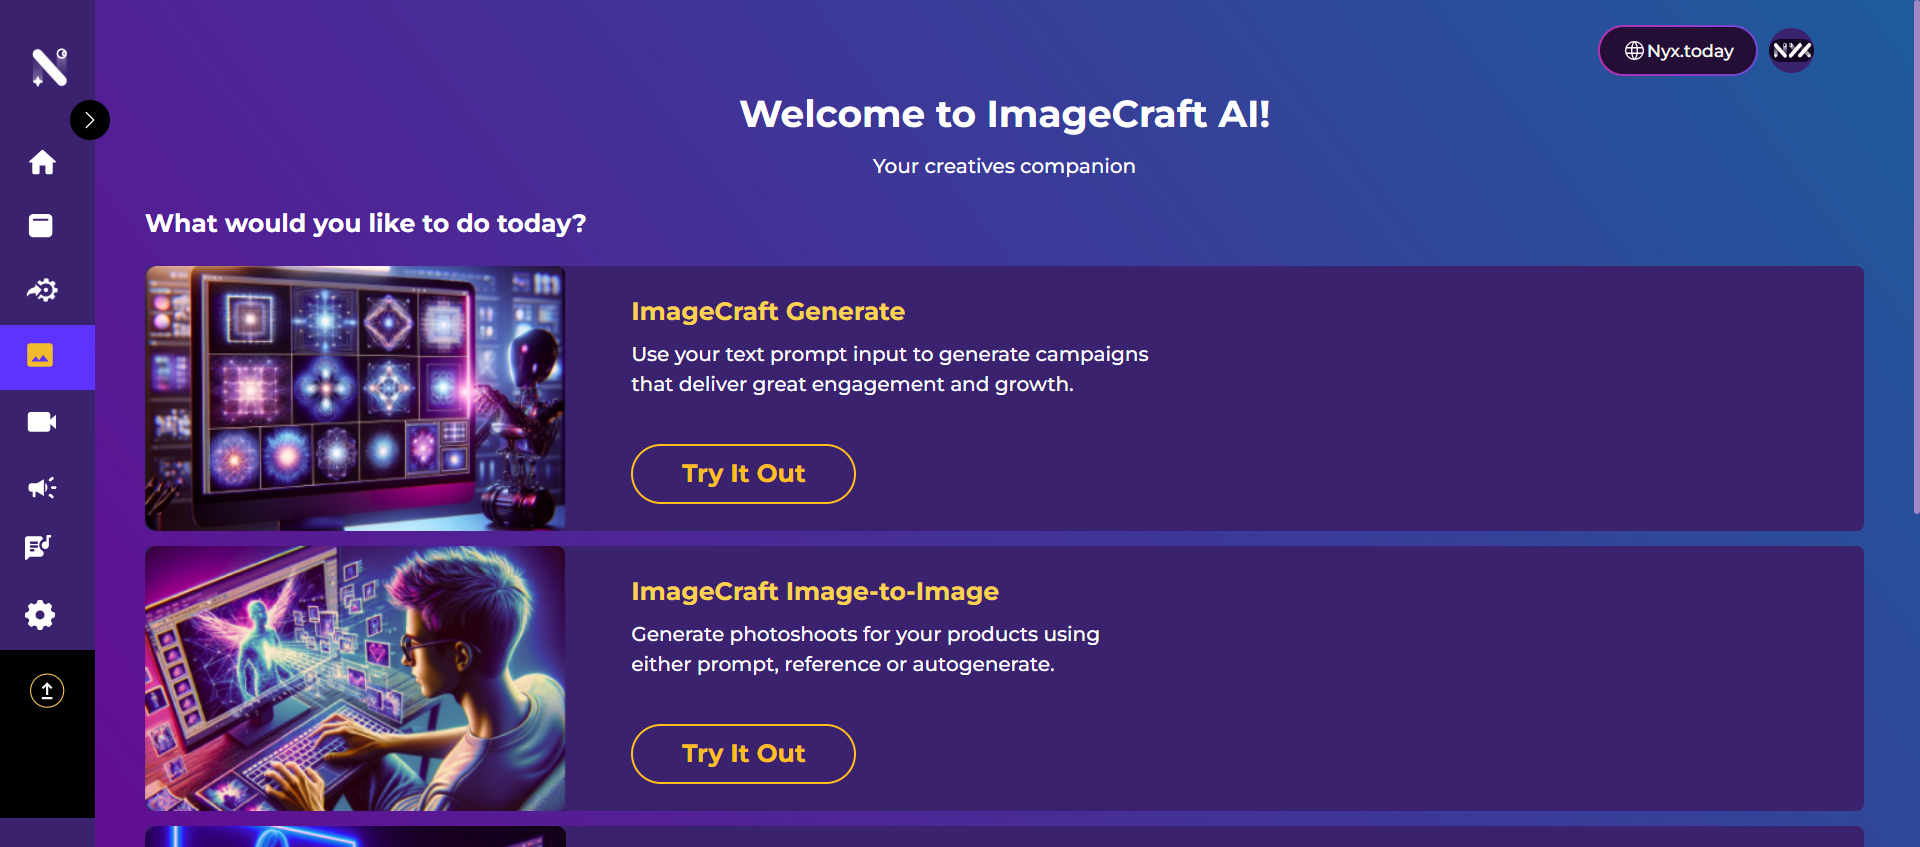 Nyx.today
NYX
Welcome to ImageCraft AI!
Your creatives companion
What would you like to do today?
ImageCraft Generate
Use your text prompt input to generate campaigns
that deliver great engagement and growth.
Try It Out
ImageCraft Image-to-Image
Generate photoshoots for your products using
either prompt, reference or autogenerate.
Try It Out